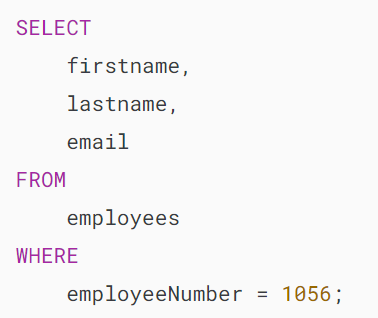 SELECT
    firstname,
    lastname,
    email
FROM
    employees
WHERE
    employeeNumber = 1056;